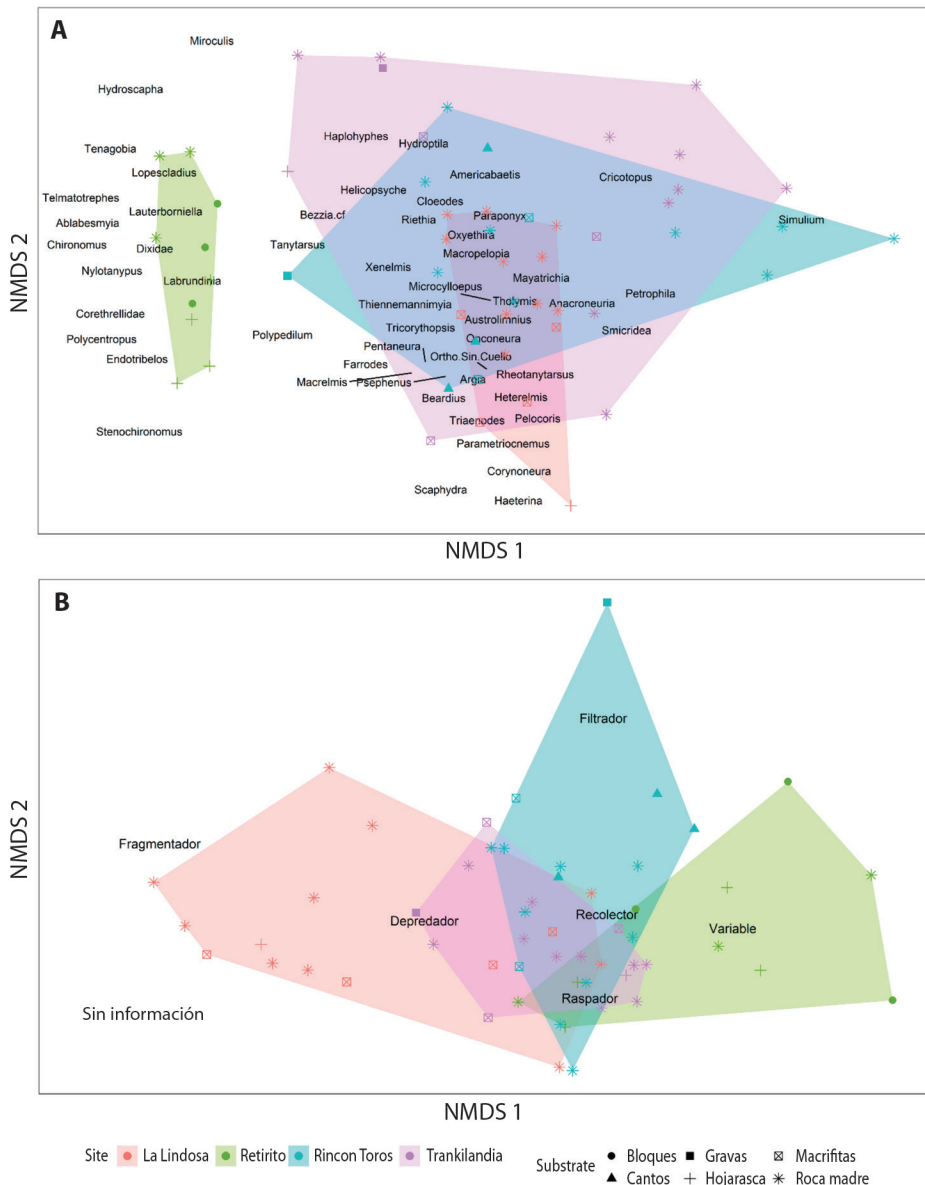 A
Miroculis
Hydroscapha
Haplohyphes
Hydroptila
Tenagobia
Lopescladius
Americabaetis
Cricotopus
Helicopsyche
Telmatotrephes
Cloeodes
Lauterborniella
Bezzia.cf
Riethia
Paraponyx
Simulium
Ablabesmyia
Oxyethira
Chironomus
Dixidae
Tanytarsus
Macropelopia
Xenelmis
Mayatrichia
Nylotanypus
Labrundinia
Microcylloepus
Petrophila
Thiennemannimyia
Tholymis
Anacroneuria
Corethrellidae
Austrolimnius
Polypedilum
Tricorythopsis
Smicridea
Polycentropus
Onconeura
Pentaneura
Endotribelos
Farrodes
Ortho.Sin.Cuello
Macrelmis
Psephenus
Argia
Rheotanytarsus
Beardius
Heterelmis
Stenochironomus
Triaenodes
Pelocoris
Parametriocnemus
Corynoneura
Scaphydra
Haeterina
NMDS 2
NMDS 1
B
Filtrador
Fragmentador
Depredador
Recolector
Variable
Raspador
Sin información
NMDS 2
NMDS 1
Site La Lindosa Retirito Rincon Toros Trankilandia
Substrate Bloques Gravas Macrifitas
Cantos Hojarasca Roca madre